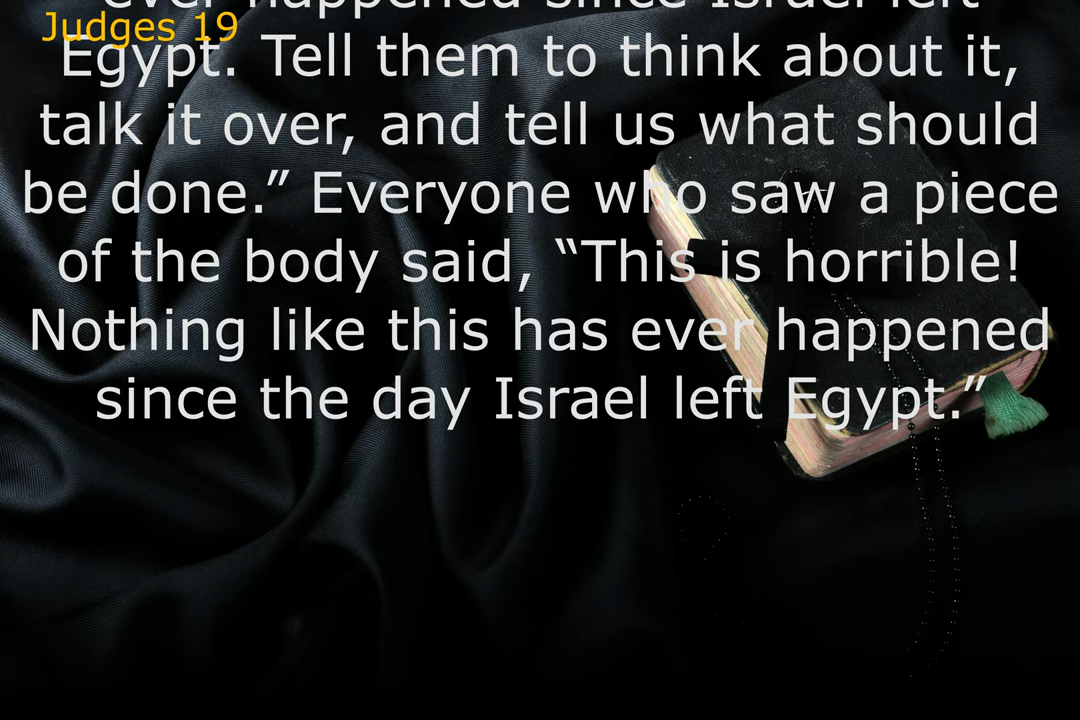 Judges 19
ever happened since Israel left
Egypt. Tell them to think about it,
talk it over, and tell us what should
be done.” Everyone who saw a piece
of the body said, “This is horrible!
Nothing like this has ever happened
since the day Israel left Egypt.”